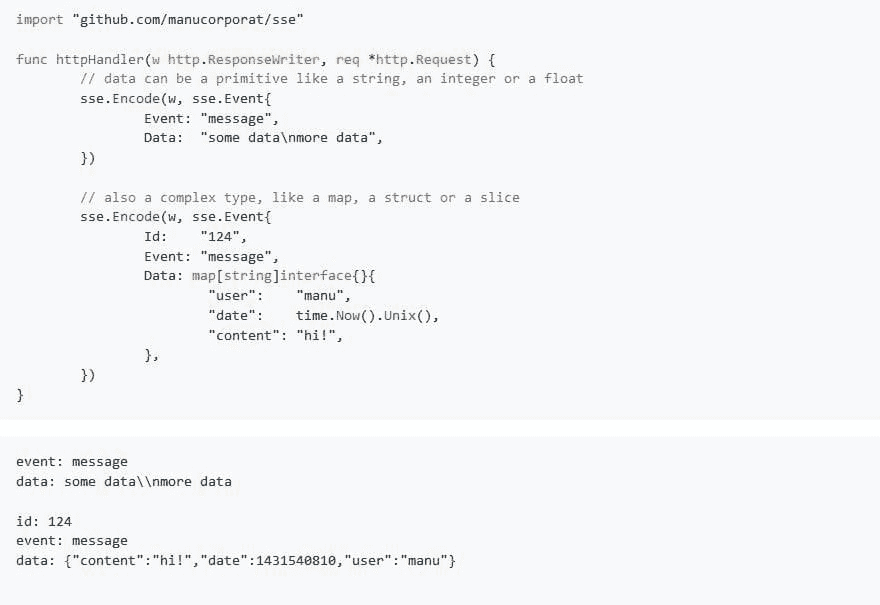 import "github.com/manucorporat/sse"
func httpHandler(w http.ResponseWriter, req *http.Request) {
// data can be a primitive like a string, an integer or a float
sse.Encode(w, sse.Event{
Event: "message",
Data:  "some data\nmore data",
})
// also a complex type, like a map, a struct or a slice
sse.Encode(w, sse.Event{
Id:    "124",
Event: "message",
Data: map[string]interface{}{
"user":    "manu",
"date":    time.Now().Unix(),
"content": "hi!",
},
})
}
event: message
data: some data\\nmore data
id: 124
event: message
data: {"content":"hi!","date":1431540810,"user":"manu"}